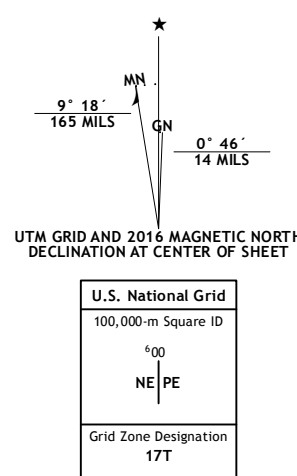 ★
MN
9° 18´
165 MILS
GN
0° 46´
14 MILS
UTM GRID AND 2016 MAGNETIC NORTH
DECLINATION AT CENTER OF SHEET
U.S. National Grid
100,000-m Square ID
⁶00
NE PE
Grid Zone Designation
17T